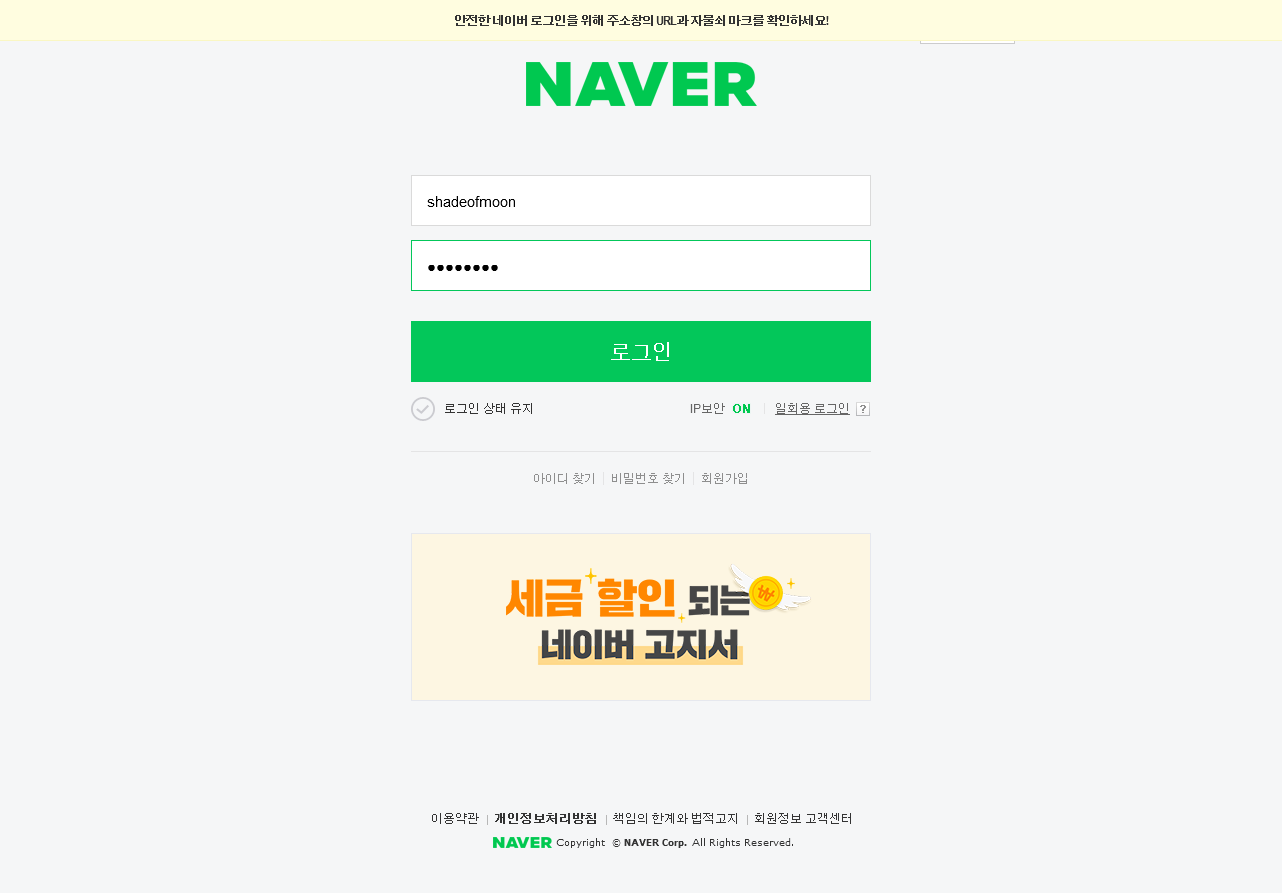 안전한 네이버 로그인을 위해 주소창의 URL과 자물쇠 마크를 확인하세요!
NAVER
shadeofmoon
로그인
로그인 상태 유지 IP보안 ON 일회용 로그인 ?
아이디 찾기 비밀번호 찾기 회원가입
세금 할인 되는
네이버 고지서
이용약관 개인정보처리방침 책임의 한계와 법적고지 회원정보 고객센터
NAVER Copyright © NAVER Corp. All Rights Reserved.